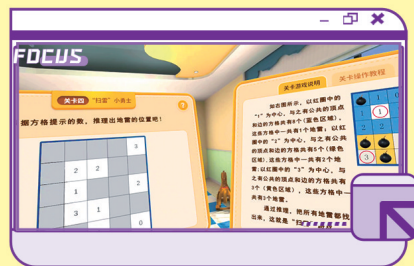 FOCUS
关卡四 "扫雷"小勇士
据方格提示的数，推理出地雷的位置吧！
?
3
2 2
1 2
3 1
0
关卡游戏说明 关卡操作教程
如右图所示，以红圈中的
"1"为中心，与之有公共的顶点
和边的方格共有8个（蓝色区域），
这些方格中一共有1个地雷；以红
圈中的"2"为中心，与之有公共
的顶点和边的方格共有5个（绿色
区域），这些方格中一共有2个地
雷；以红圈中的"3"为中心，与
之有公共的顶点和边的方格共有
3个（黄色区域），这些方格中一
共有3个地雷。
通过推理，把所有地雷都找
出来，这就是"扫
1 0
1 1
2 2
3